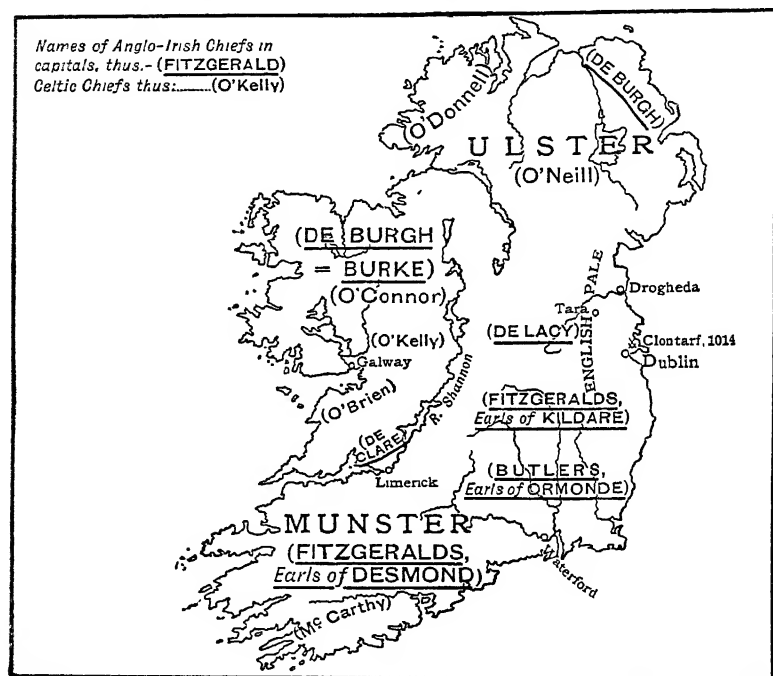 Names of Anglo-Irish Chiefs in
capitals, thus.- (FITZGERALD)
Celtic Chiefs thus:......... (O'Kelly)
(O'Donnell)
(DE BURGH)
ULSTER
(O'Neill)
(DE BURGH
= BURKE)
(O'Connor)
ENGLISH PALE
Drogheda
Tara
(DE LACY)
Clontarf, 1014
Dublin
(O'Kelly)
Galway
(O'Brien)
R. Shannon
(FITZGERALDS,
Earls of KILDARE)
(DE
CLARE)
Limerick
(BUTLERS,
Earls of ORMONDE)
MUNSTER
(FITZGERALDS,
Earls of DESMOND)
Waterford
(Mc Carthy)